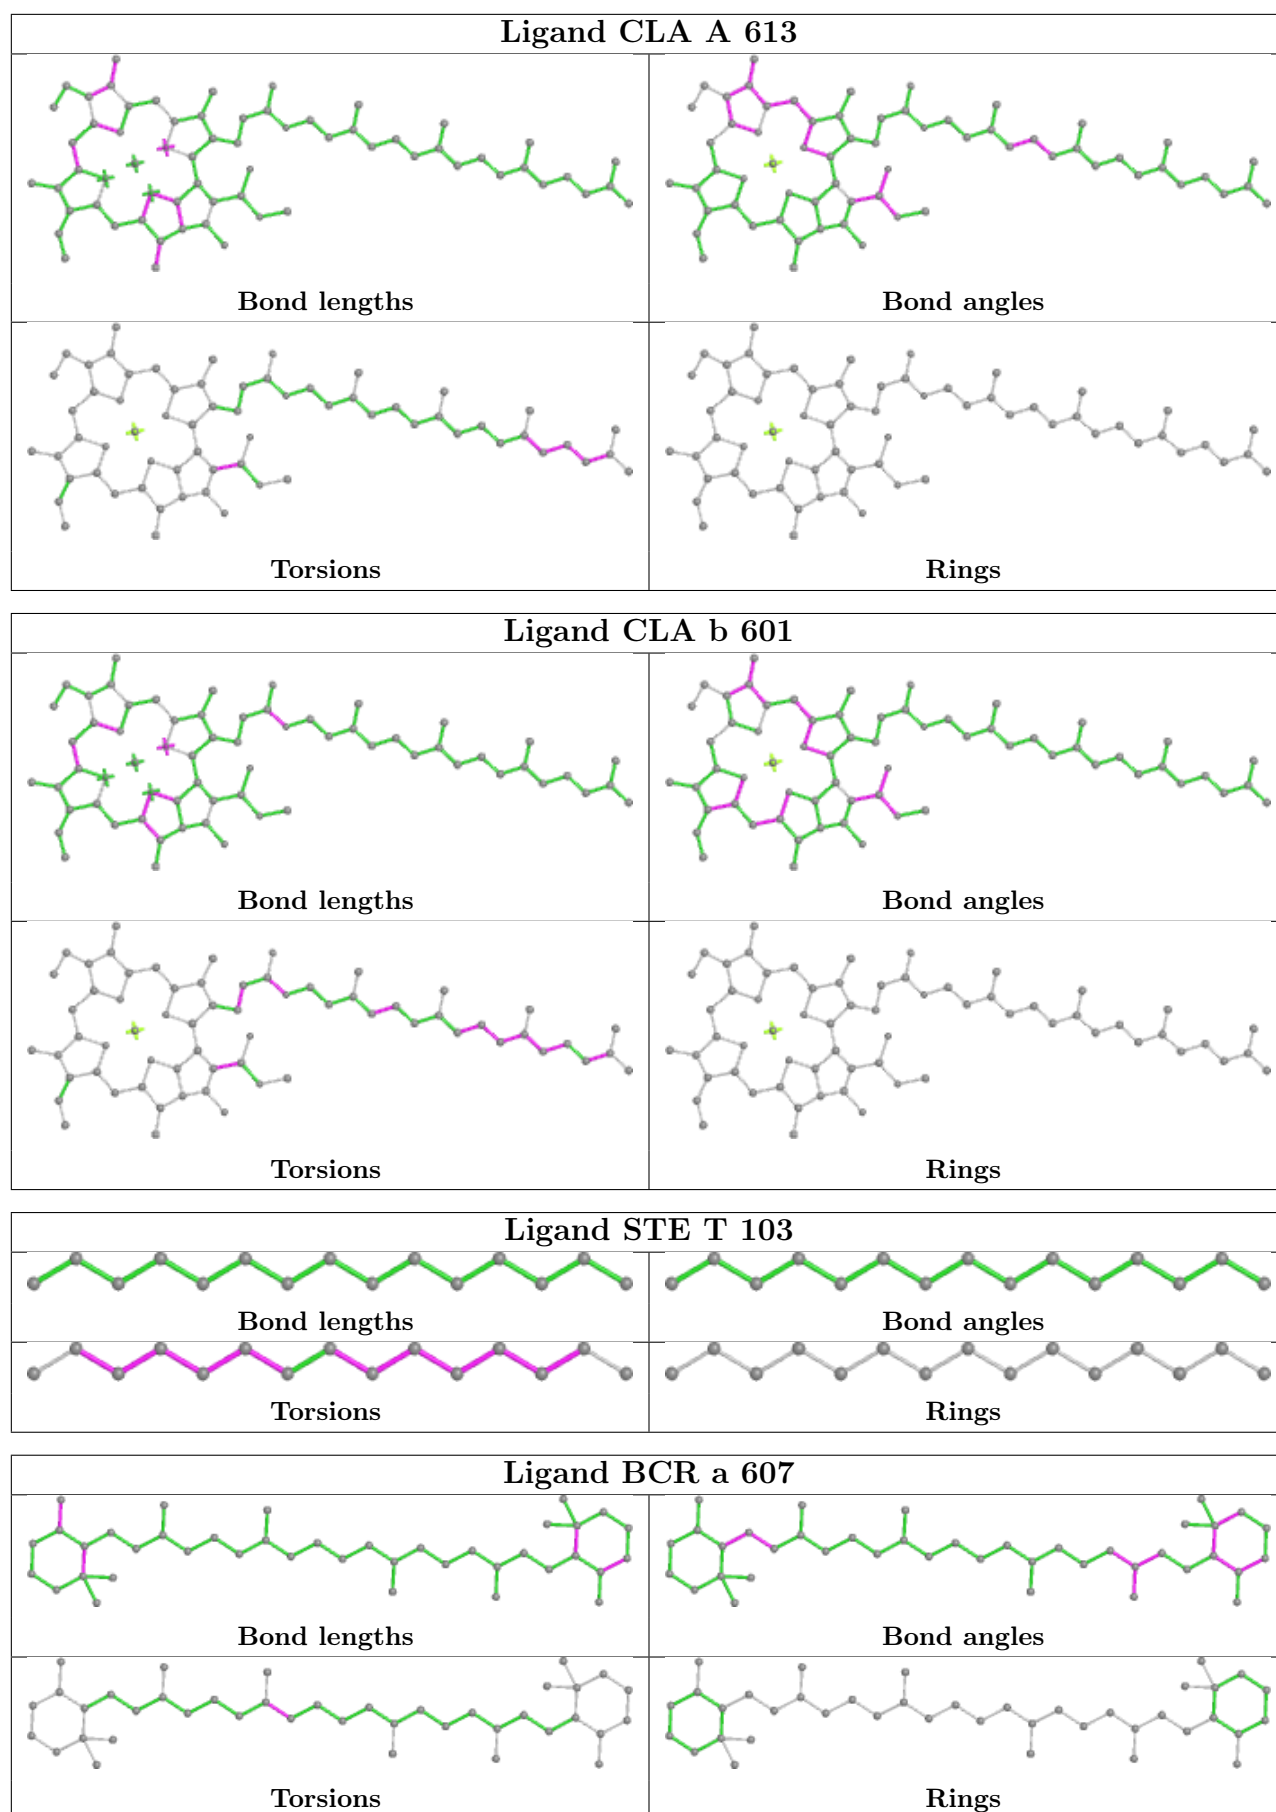 Ligand CLA A 613
Bond lengths
Bond angles
Torsions
Rings
Ligand CLA b 601
Bond lengths
Bond angles
Torsions
Rings
Ligand STE T 103
Bond lengths
Bond angles
Torsions
Rings
Ligand BCR a 607
Bond lengths
Bond angles
Torsions
Rings